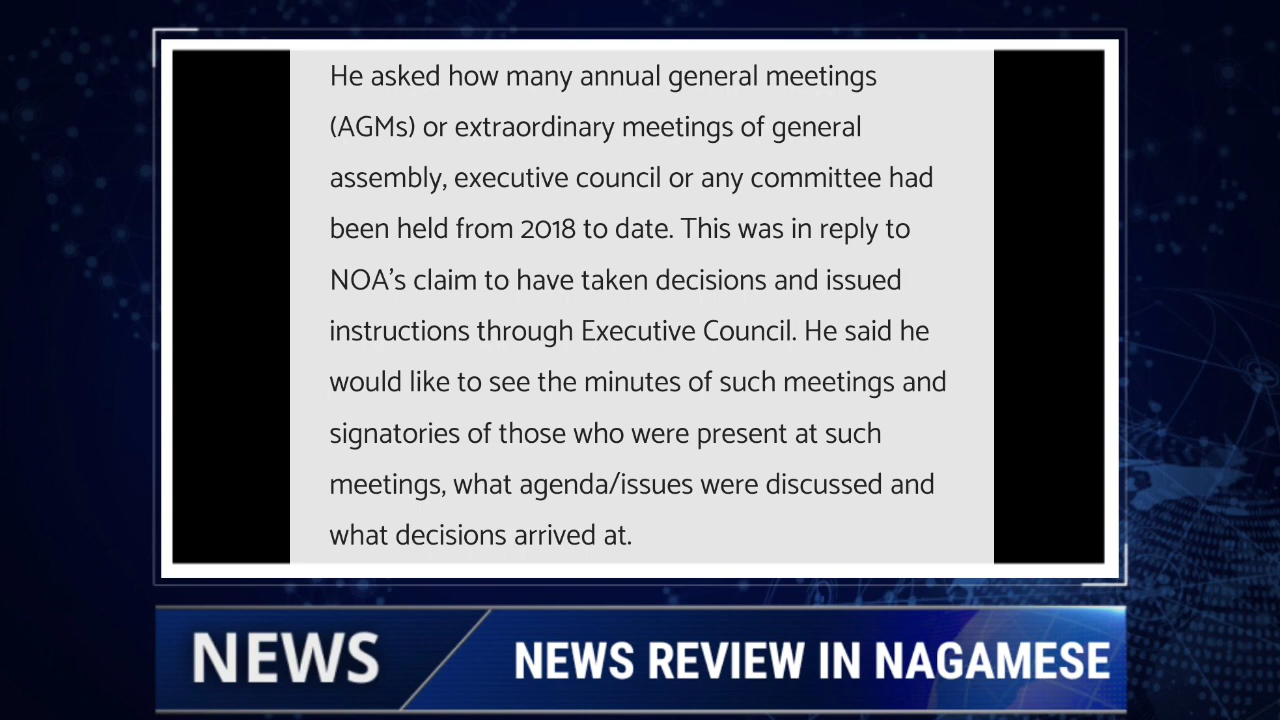 He asked how many annual general meetings
(AGMs) or extraordinary meetings of general
assembly, executive council or any committee had
been held from 2018 to date. This was in reply to
NOA’s claim to have taken decisions and issued
instructions through Executive Council. He said he
would like to see the minutes of such meetings and
signatories of those who were present at such
meetings, what agenda/issues were discussed and
what decisions arrived at.
NEWS
NEWS REVIEW IN NAGAMESE